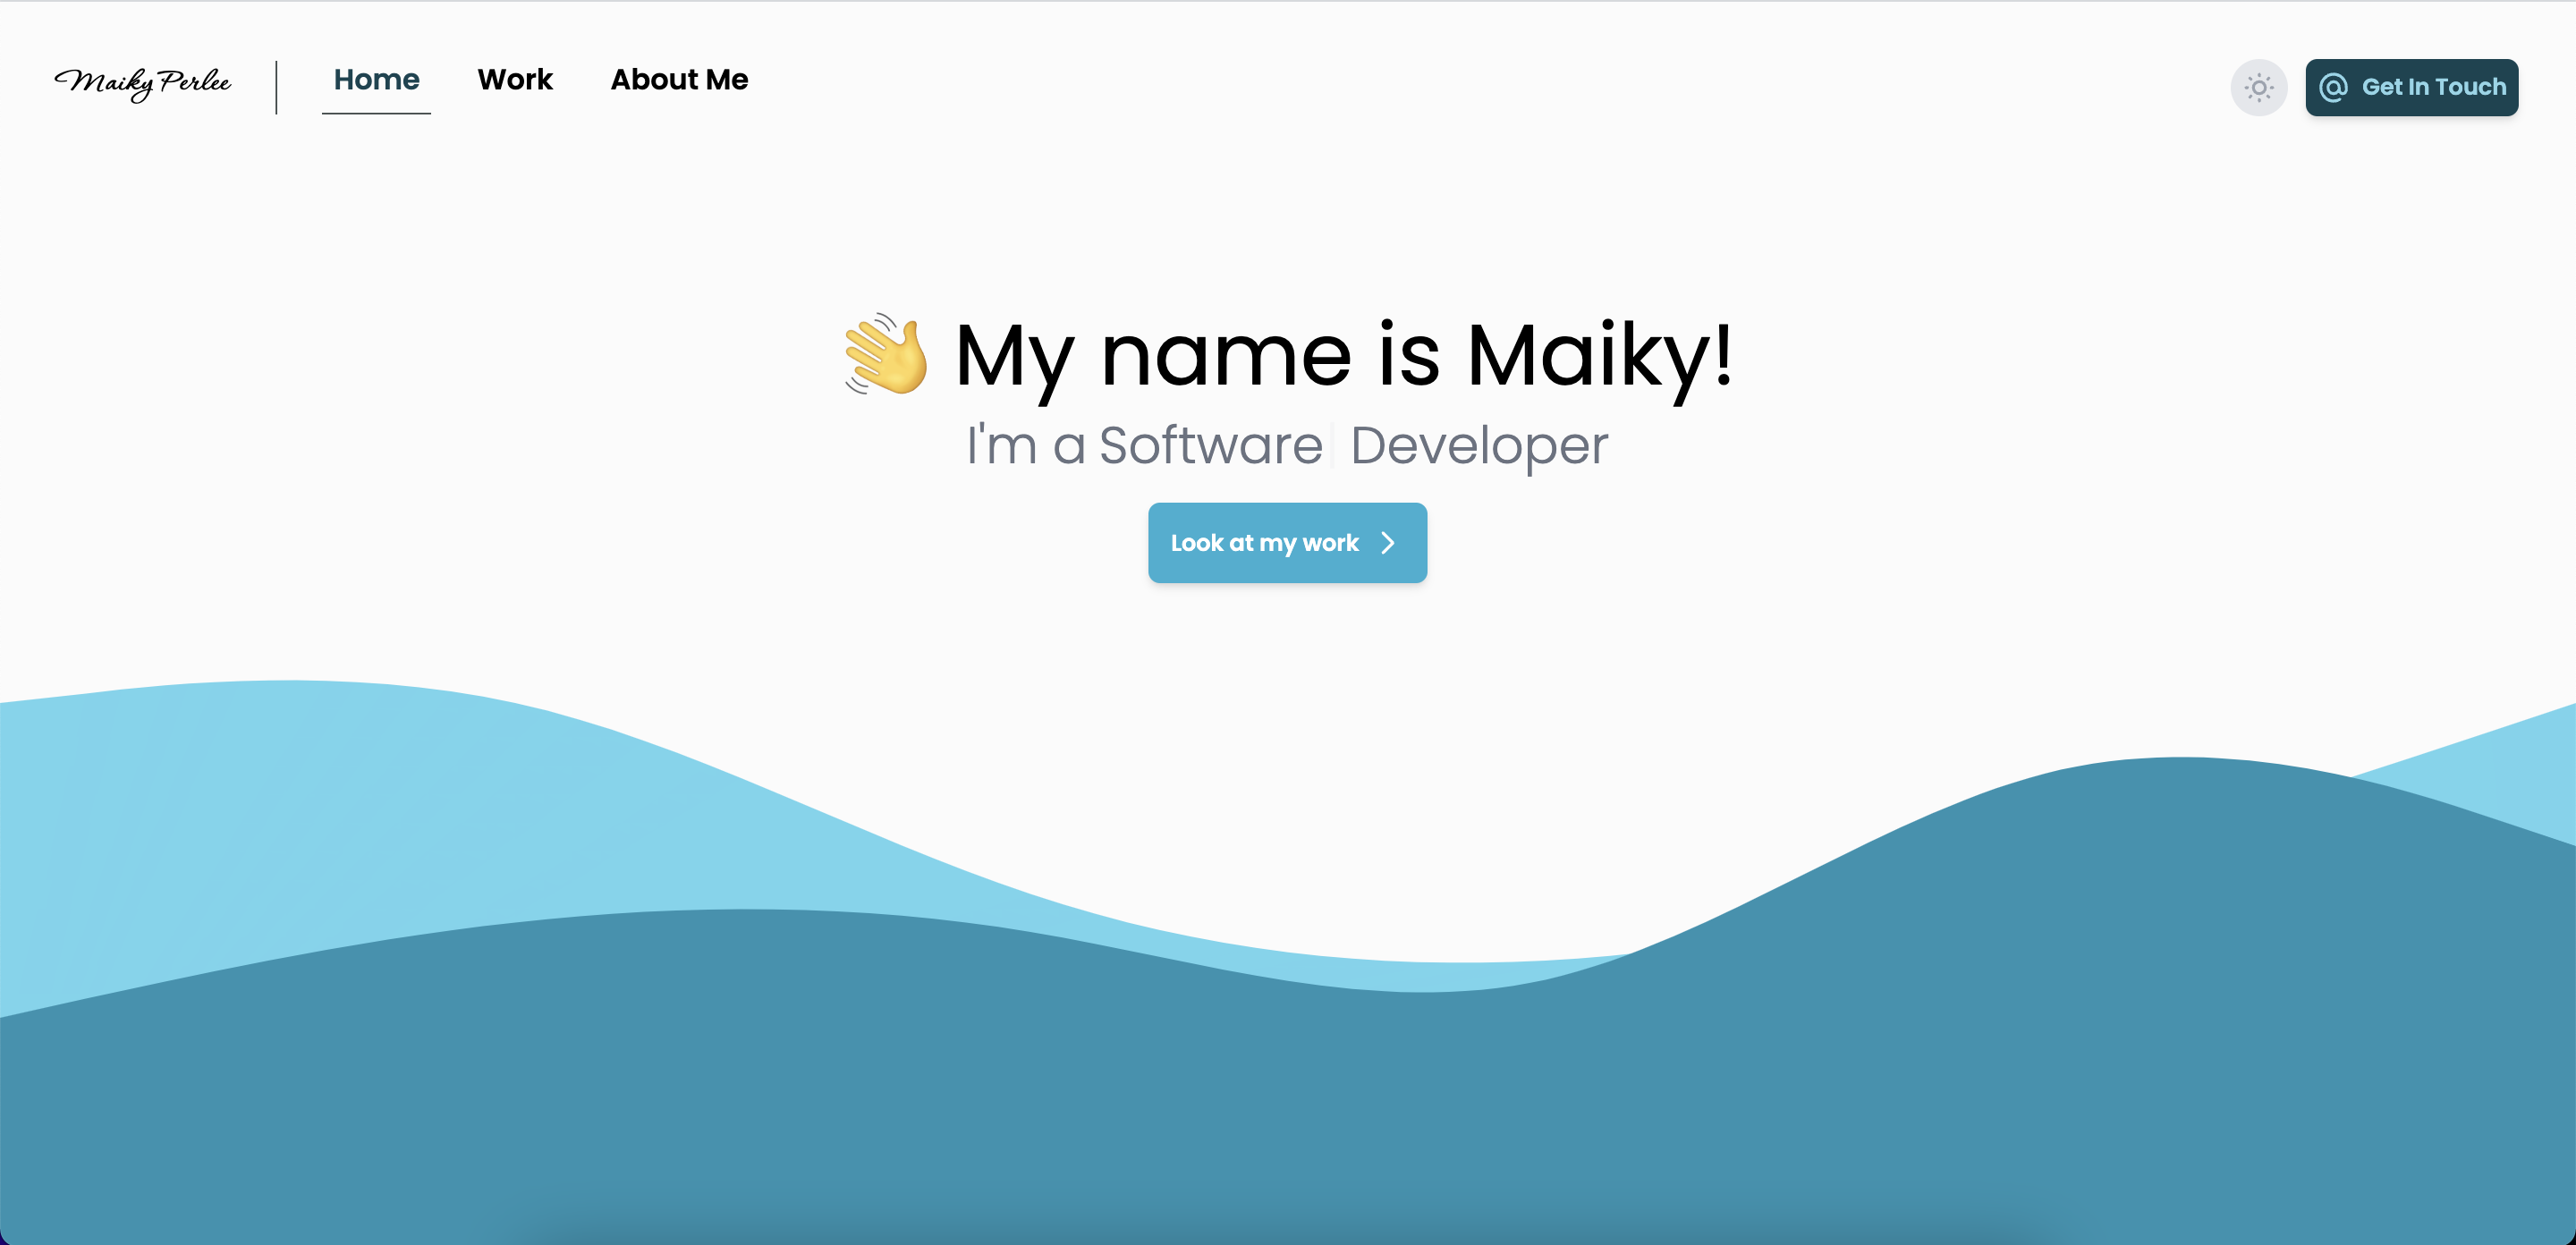 Maiky Perlee
Home Work About Me
Get In Touch
👋 My name is Maiky!
I'm a Software Developer
Look at my work